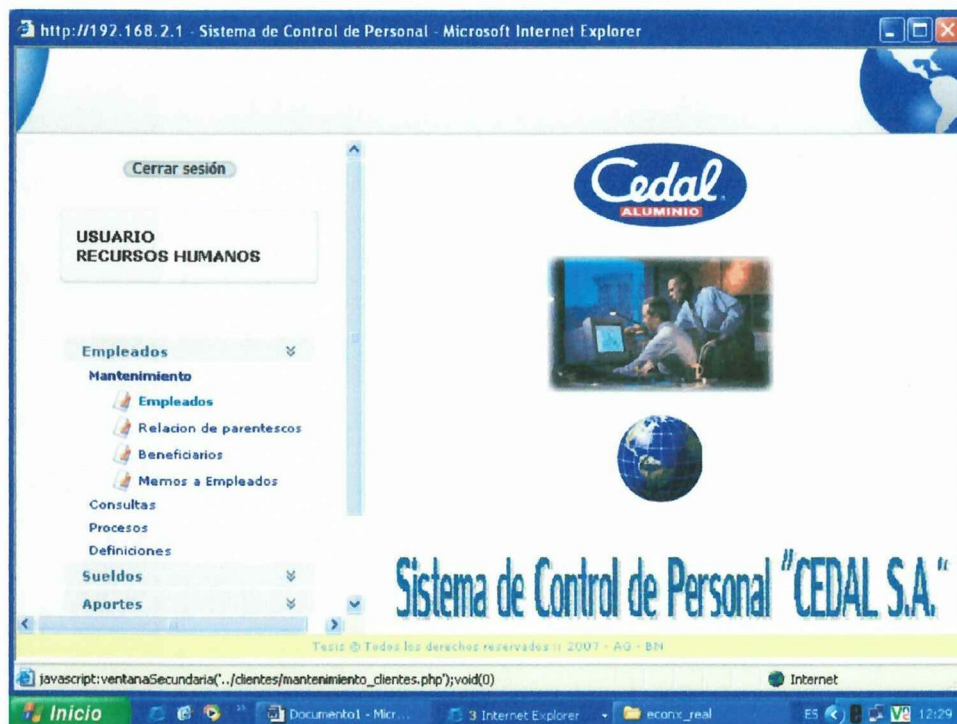 http://192.168.2.1 - Sistema de Control de Personal - Microsoft Internet Explorer
Cerrar sesión
USUARIO
RECURSOS HUMANOS
Empleados
Mantenimiento
Empleados
Relacion de parentescos
Beneficiarios
Memos a Empleados
Consultas
Procesos
Definiciones
Sueldos
Aportes
Cedal
ALUMINIO
Sistema de Control de Personal "CEDAL S.A."
Tesis © Todos los derechos reservados :: 2007 - AG - BN
javascript:ventanaSecundaria('../clientes/mantenimiento_clientes.php');void(0)
Internet
Inicio
Documento1 - Micr...
3 Internet Explorer
econx_real
ES
12:29